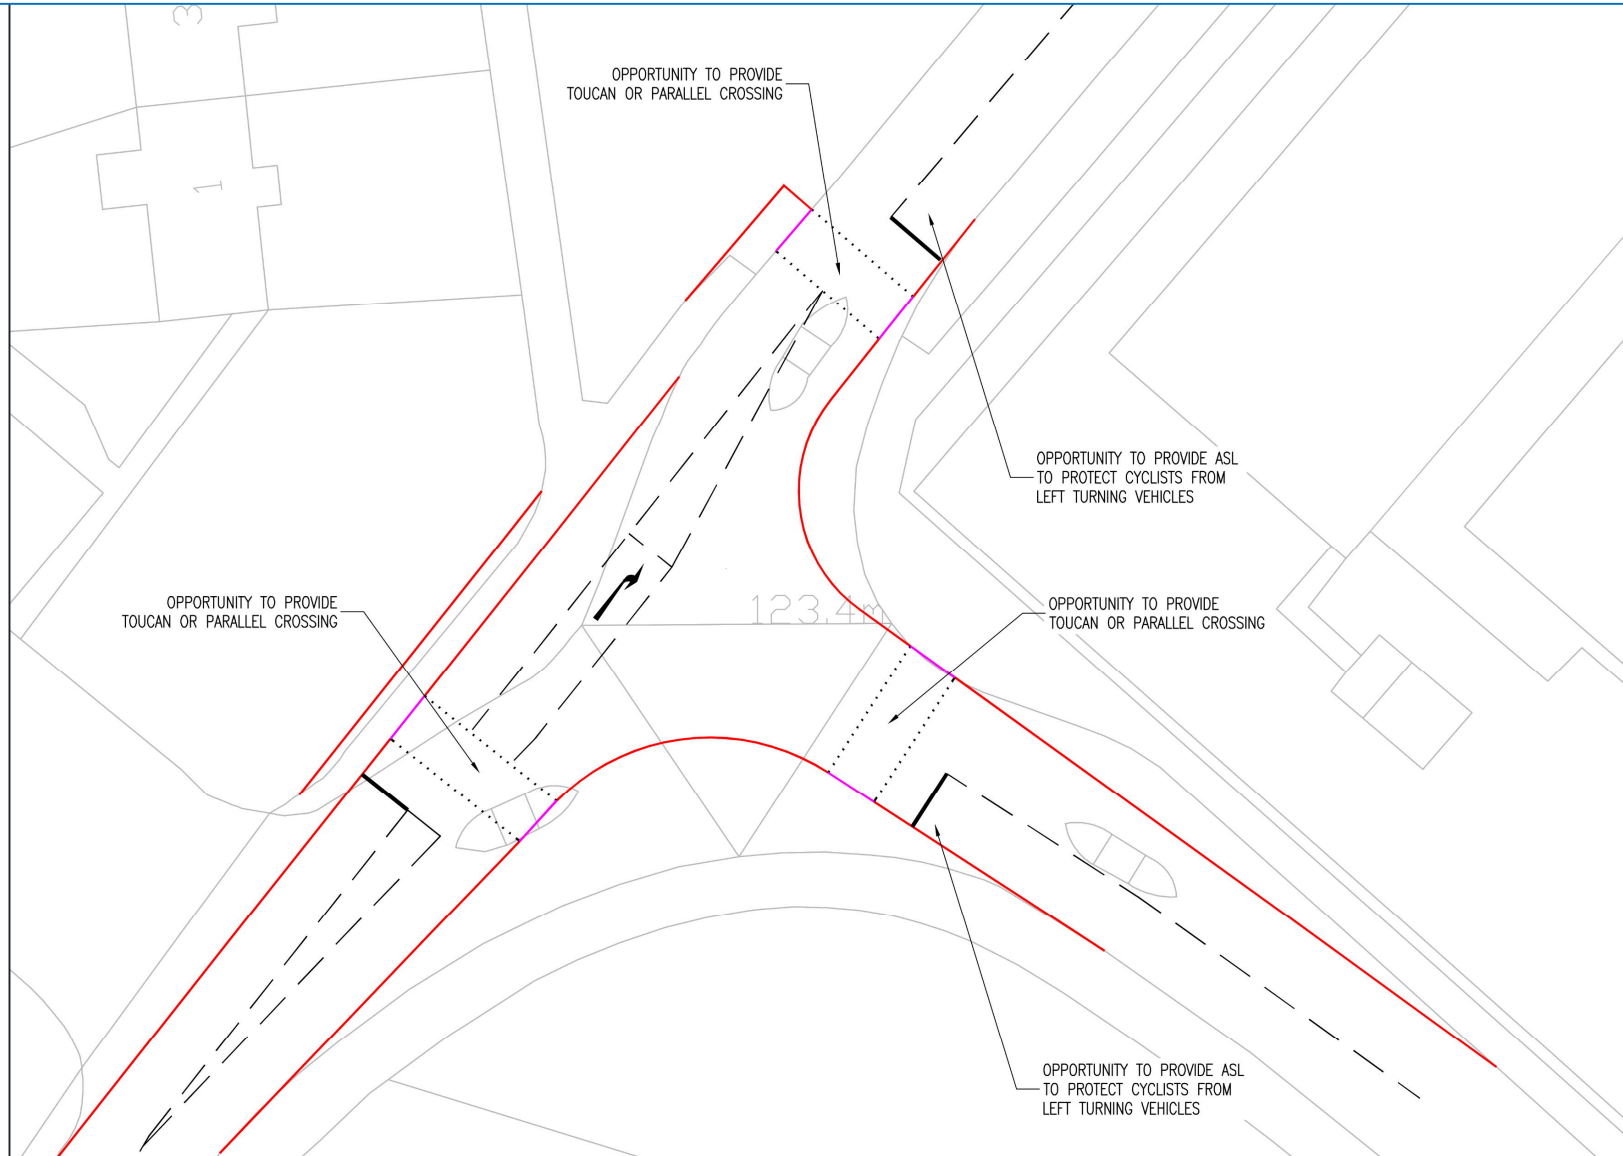 3
OPPORTUNITY TO PROVIDE
TOUCAN OR PARALLEL CROSSING
1
OPPORTUNITY TO PROVIDE ASL
TO PROTECT CYCLISTS FROM
LEFT TURNING VEHICLES
OPPORTUNITY TO PROVIDE
TOUCAN OR PARALLEL CROSSING
123.4m
OPPORTUNITY TO PROVIDE
TOUCAN OR PARALLEL CROSSING
OPPORTUNITY TO PROVIDE ASL
TO PROTECT CYCLISTS FROM
LEFT TURNING VEHICLES